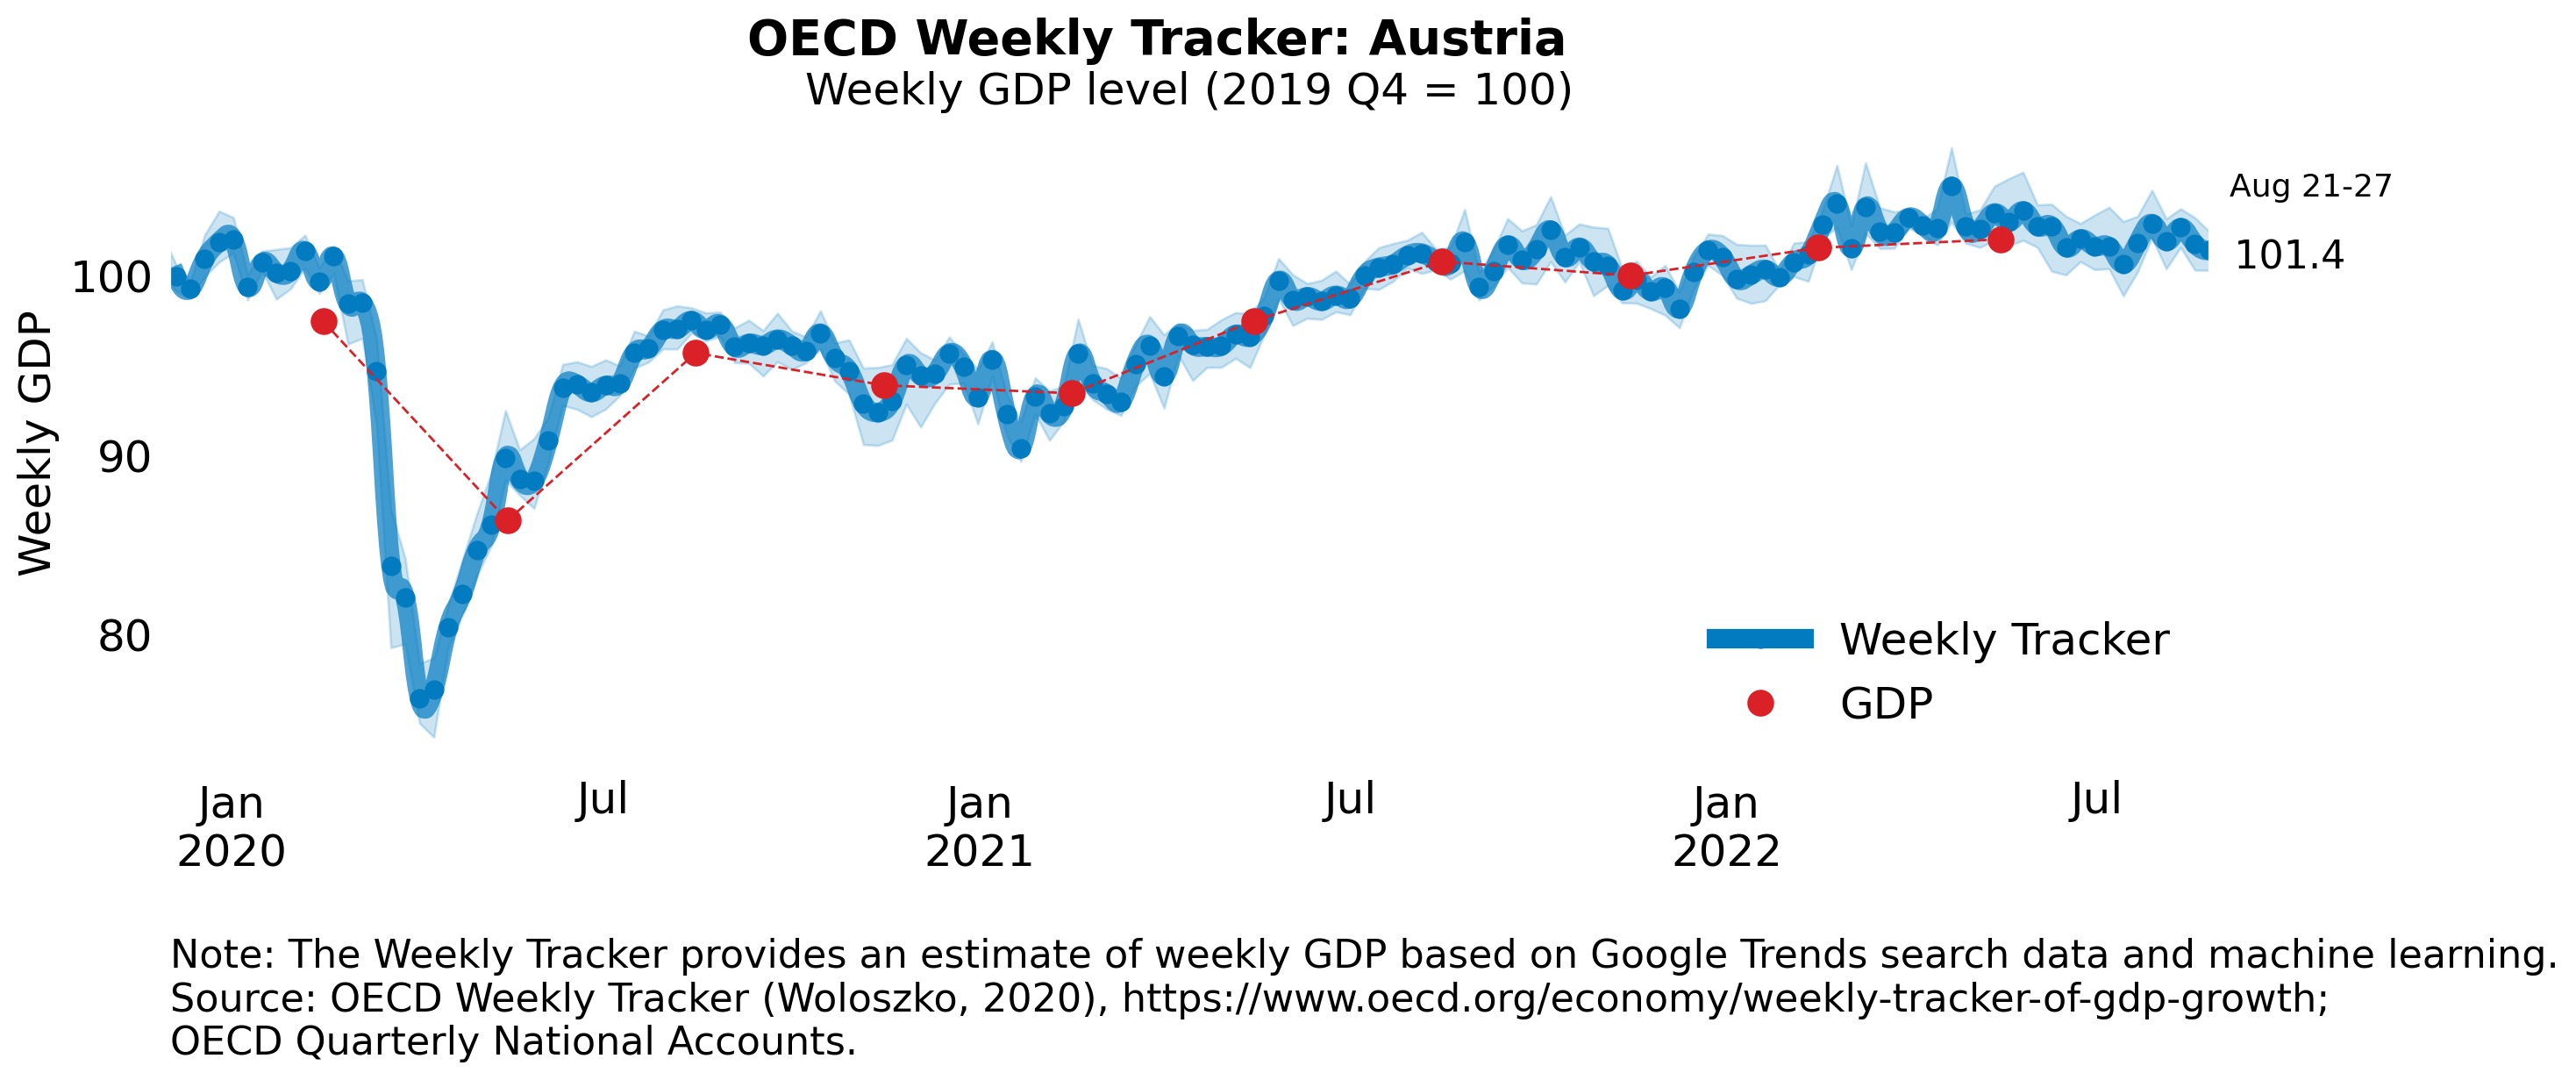 OECD Weekly Tracker: Austria
Weekly GDP level (2019 Q4 = 100)
Aug 21-27
101.4
Weekly GDP
100
90
80
Weekly Tracker
GDP
Jan
2020
Jul
Jan
2021
Jul
Jan
2022
Jul
Note: The Weekly Tracker provides an estimate of weekly GDP based on Google Trends search data and machine learning.
Source: OECD Weekly Tracker (Woloszko, 2020), https://www.oecd.org/economy/weekly-tracker-of-gdp-growth;
OECD Quarterly National Accounts.